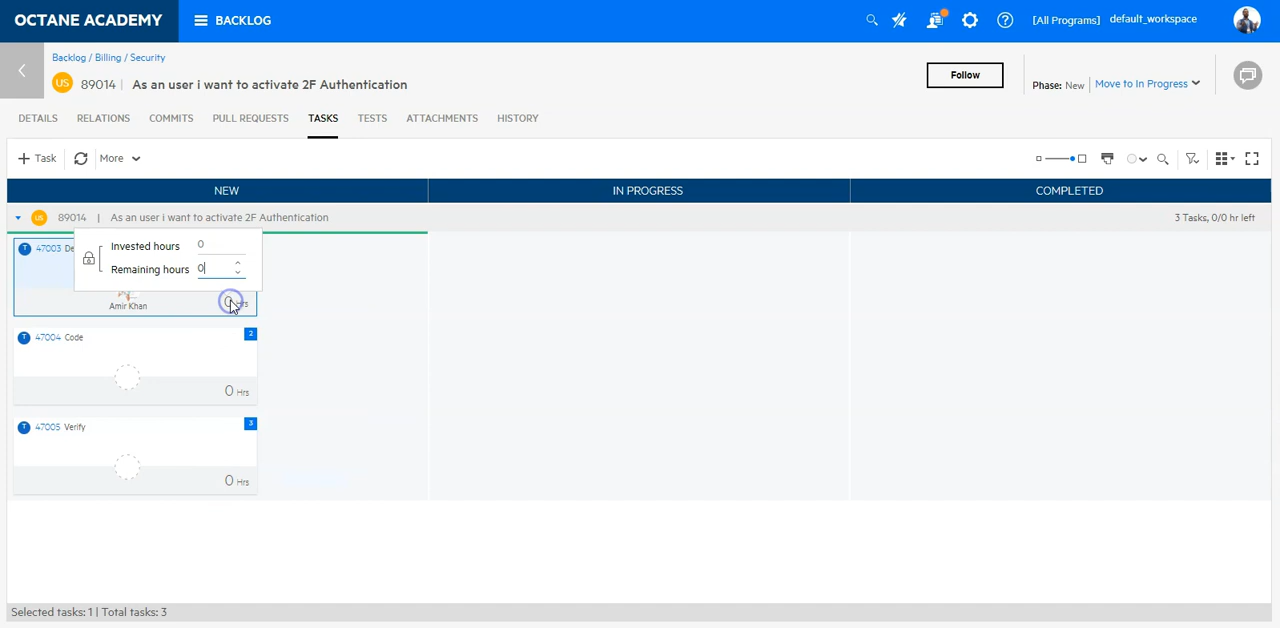 OCTANE ACADEMY
BACKLOG
[All Programs] default_workspace
Backlog / Billing / Security
US 89014 | As an user i want to activate 2F Authentication
Follow
Phase: New
Move to In Progress
DETAILS RELATIONS COMMITS PULL REQUESTS TASKS TESTS ATTACHMENTS HISTORY
+ Task More
NEW IN PROGRESS COMPLETED
US 89014 | As an user i want to activate 2F Authentication 3 Tasks, 0/0 hr left
T 47003 De
Invested hours 0
Remaining hours 0
Amir Khan
0 Hrs
T 47004 Code 2
0 Hrs
T 47005 Verify 3
0 Hrs
Selected tasks: 1 | Total tasks: 3